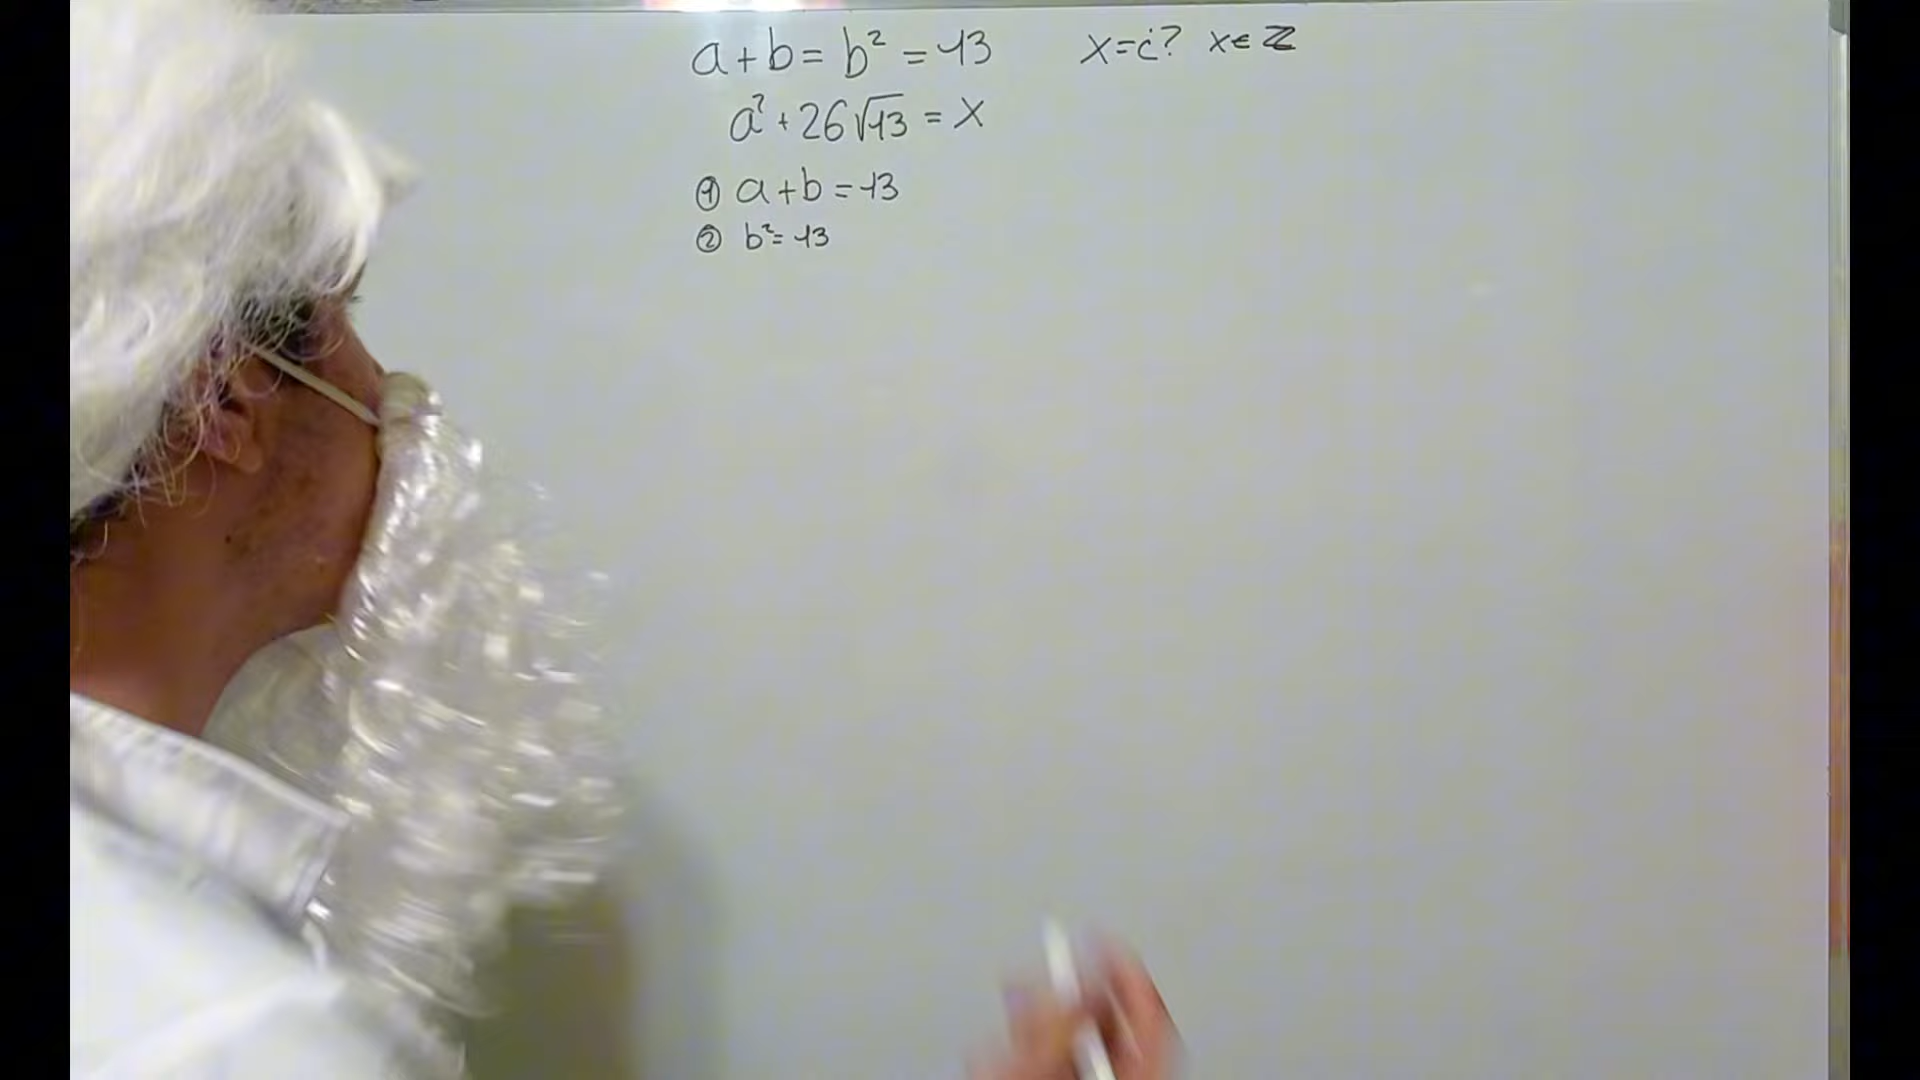 a+b=b²=13 x=¿? x∈ℤ
a²+26√13=x
① a+b=13
② b²=13